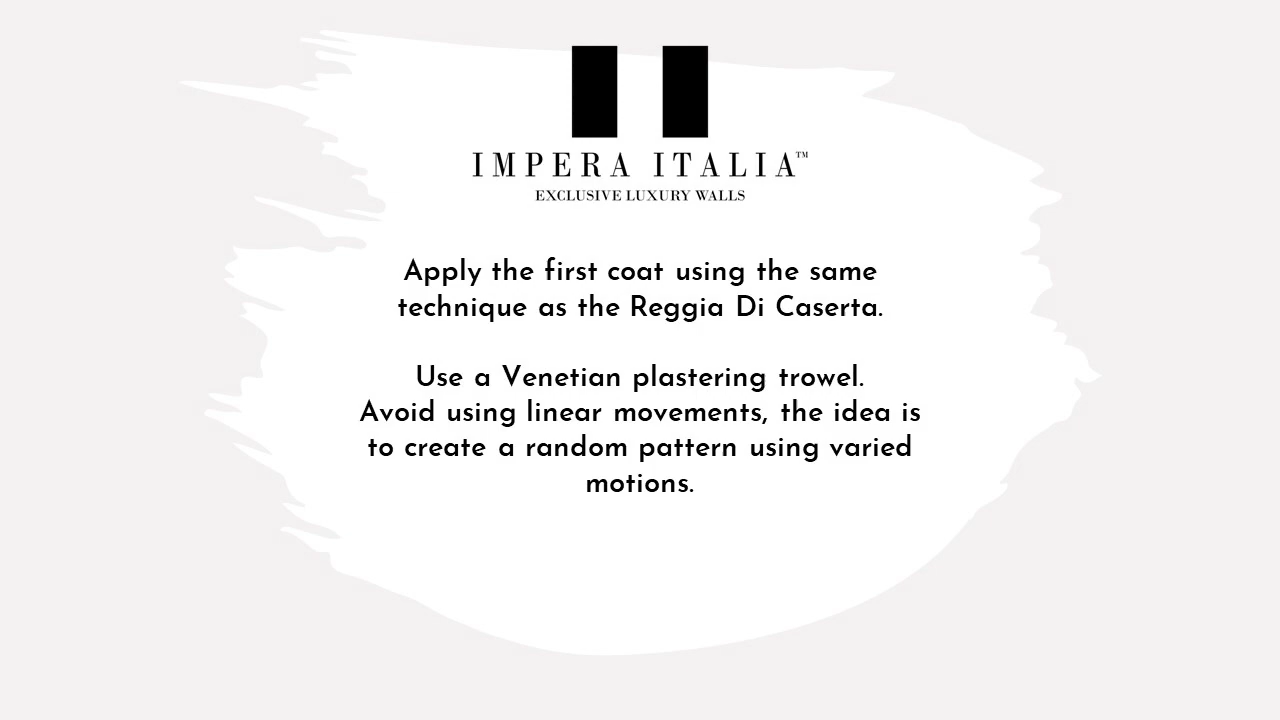 IMPERA ITALIA™
EXCLUSIVE LUXURY WALLS
Apply the first coat using the same
technique as the Reggia Di Caserta.
Use a Venetian plastering trowel.
Avoid using linear movements, the idea is
to create a random pattern using varied
motions.